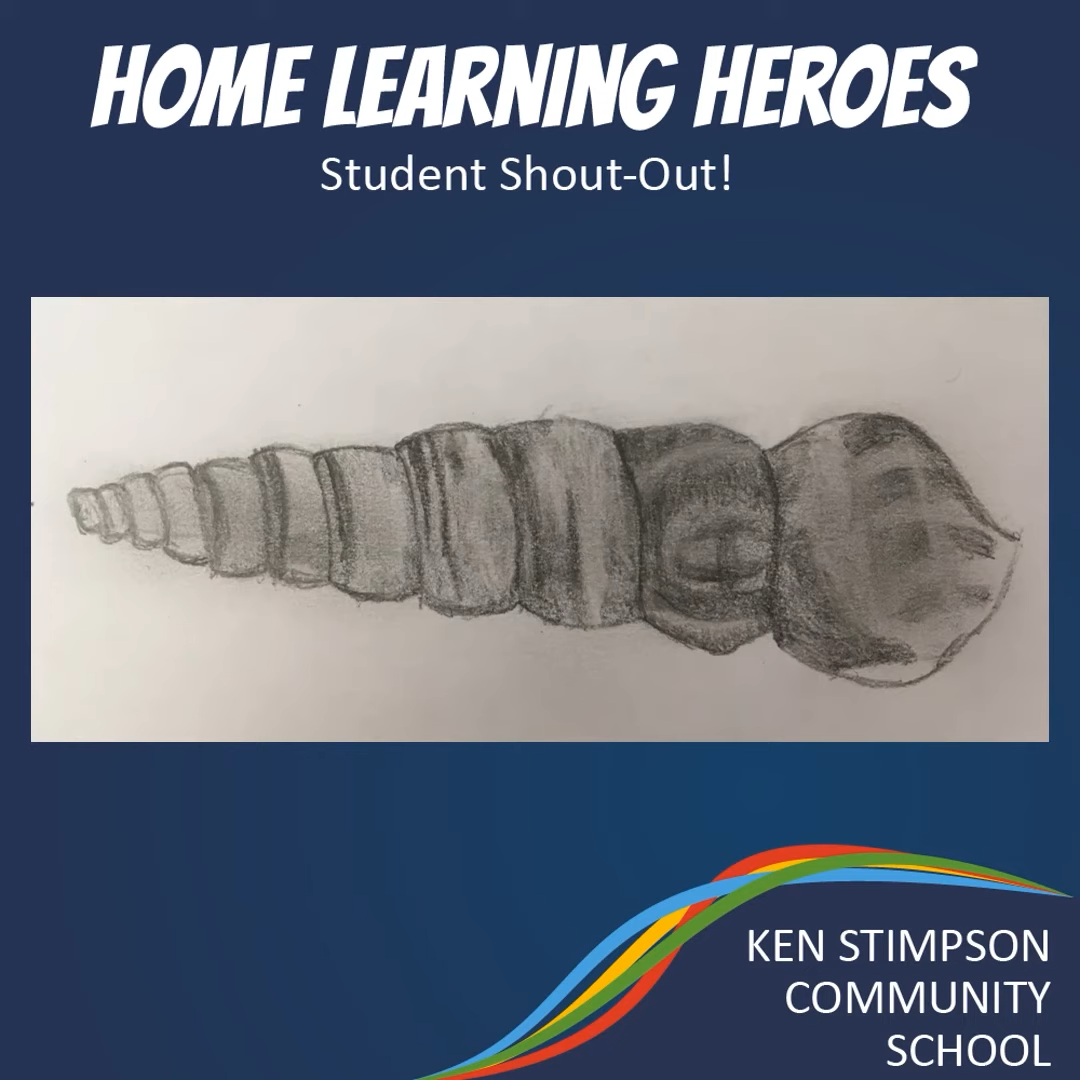 HOME LEARNING HEROES
Student Shout-Out!
KEN STIMPSON
COMMUNITY
SCHOOL